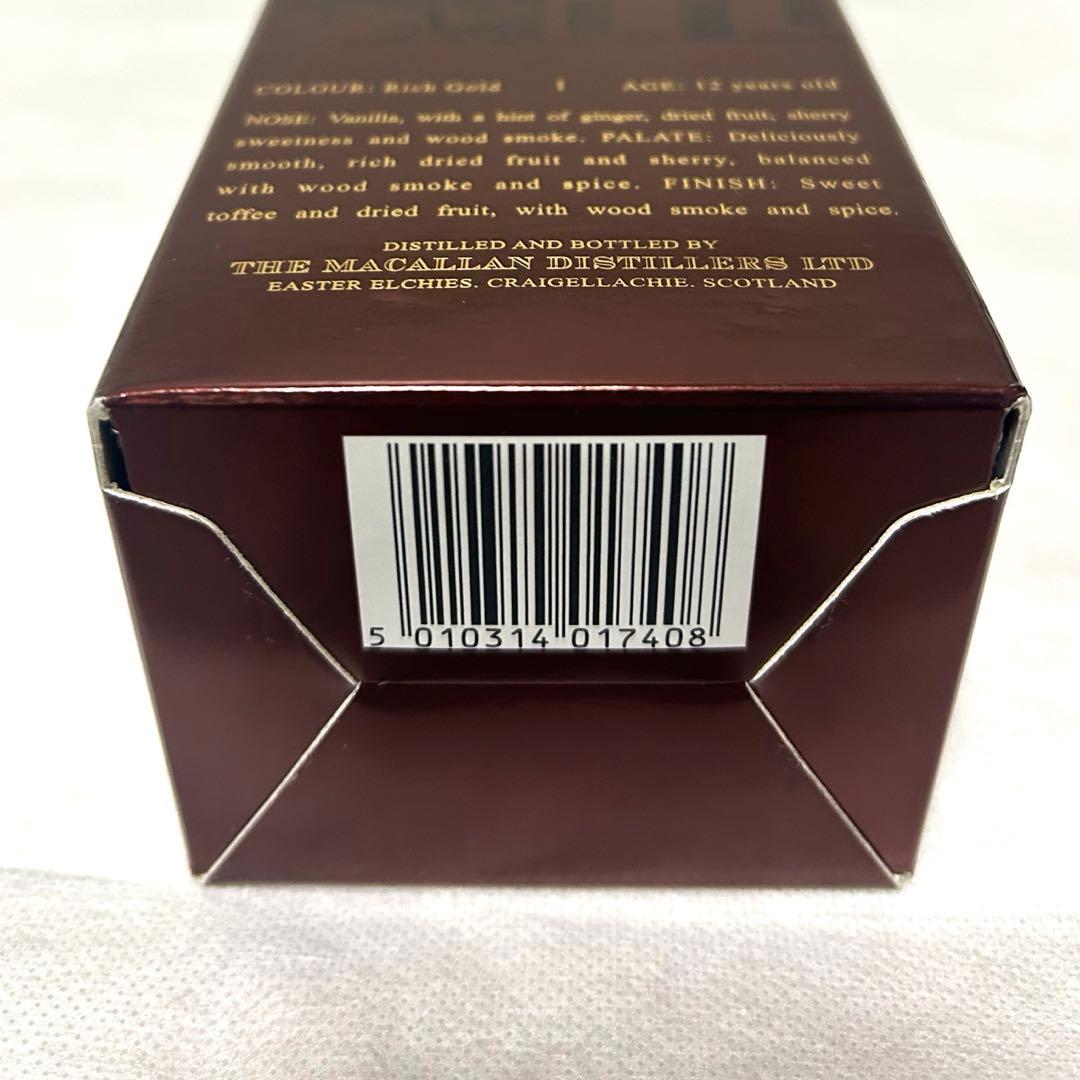 COLOUR: Rich Gold | AGE: 12 years old
NOSE: Vanilla, with a hint of ginger, dried fruit, sherry
sweetness and wood smoke. PALATE: Deliciously
smooth, rich dried fruit and sherry, balanced
with wood smoke and spice. FINISH: Sweet
toffee and dried fruit, with wood smoke and spice.
DISTILLED AND BOTTLED BY
THE MACALLAN DISTILLERS LTD
EASTER ELCHIES. CRAIGELLACHIE. SCOTLAND
5 010314 017408